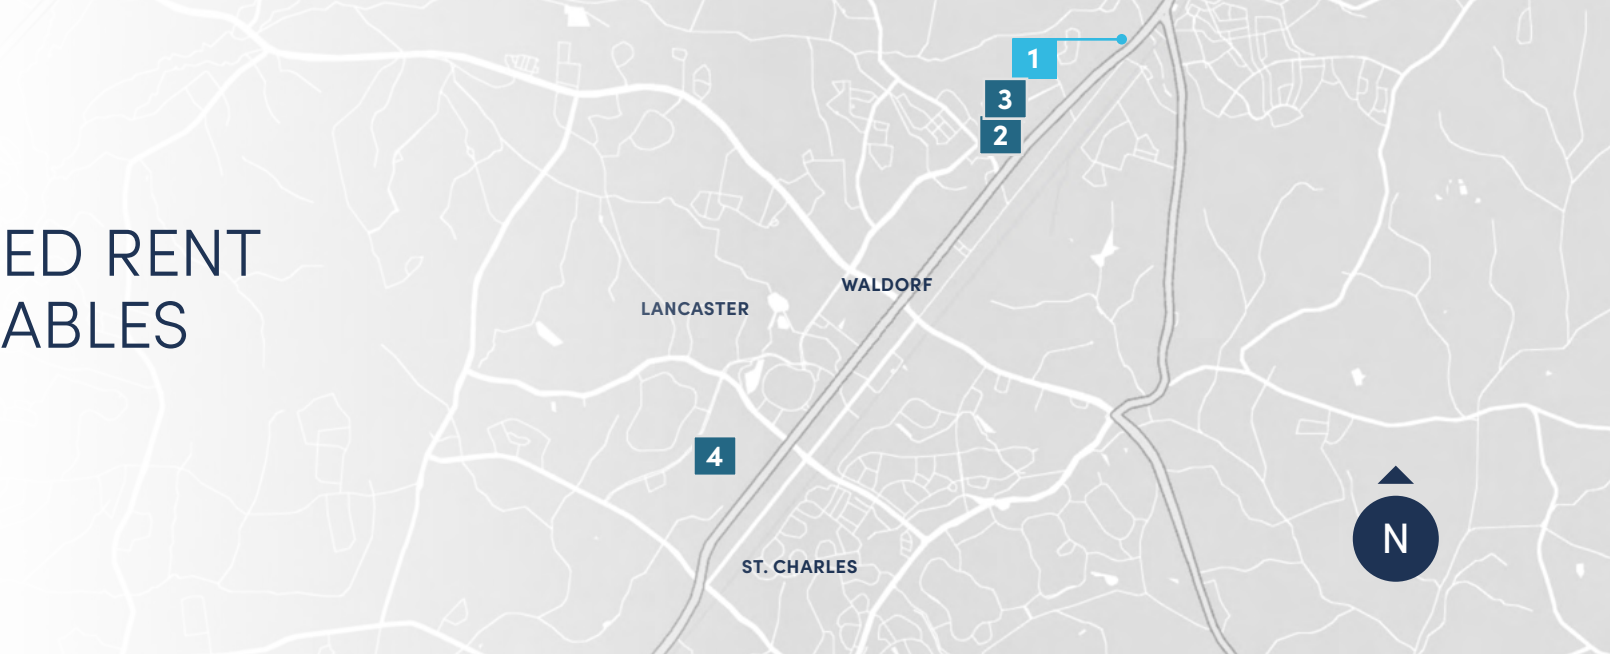 1
3
2
ED RENT
ABLES
WALDORF
LANCASTER
4
N
ST. CHARLES